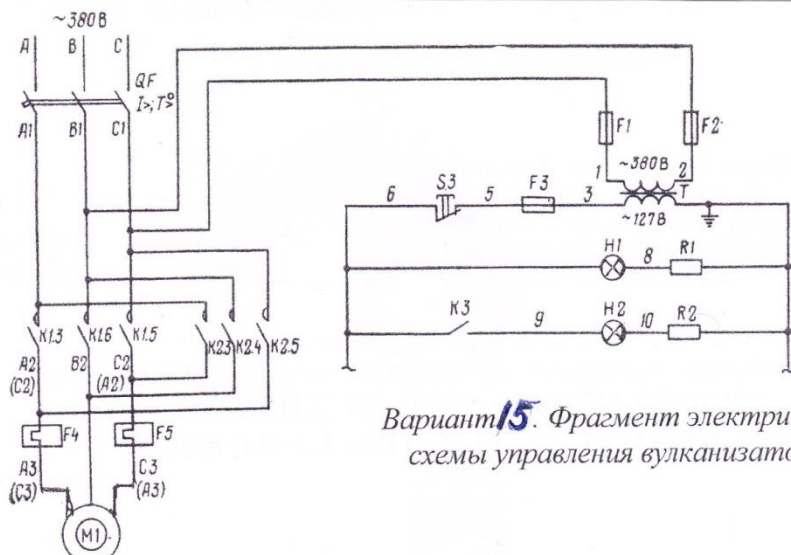 ~380В
A B C
QF
I>;T>°
A1 B1 C1
F1 F2
1 ~380В 2
T
6 S3 5 F3 3
~127В
H1 8 R1
K3 9 H2 10 R2
K1.3 K1.6 K1.5 K2.3 K2.4 K2.5
A2 B2 C2
(C2) (A2)
F4 F5
A3 C3
(C3) (A3)
M1
Вариант 15. Фрагмент электри
схемы управления вулканизато